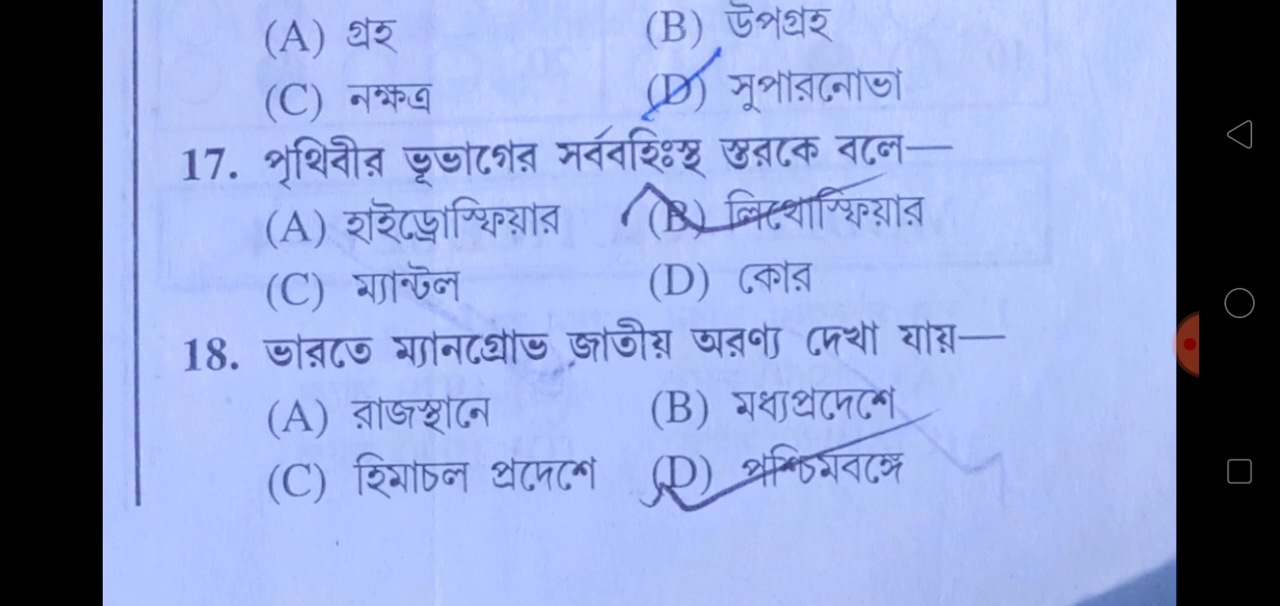 (A) গ্রহ (B) উপগ্রহ
(C) নক্ষত্র (D) সুপারনোভা
17. পৃথিবীর ভূভাগের সর্ববহিঃস্থ স্তরকে বলে—
(A) হাইড্রোস্ফিয়ার (B) লিথোস্ফিয়ার
(C) ম্যান্টল (D) কোর
18. ভারতে ম্যানগ্রোভ জাতীয় অরণ্য দেখা যায়—
(A) রাজস্থানে (B) মধ্যপ্রদেশে
(C) হিমাচল প্রদেশে (D) পশ্চিমবঙ্গে